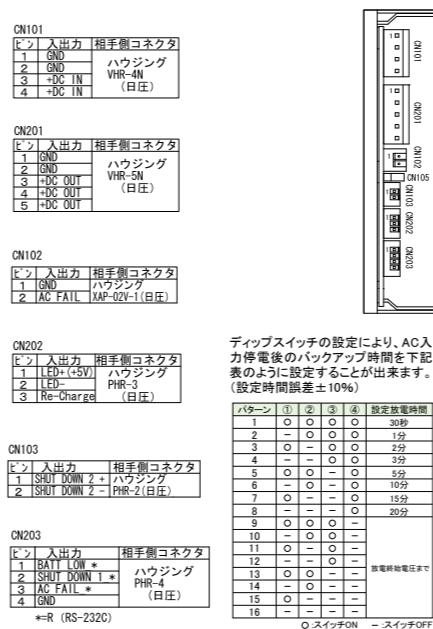 CN101
ピン 入出力 相手側コネクタ
1 GND ハウジング
2 GND VHR-4N
3 +DC IN (日圧)
4 +DC IN
CN201
ピン 入出力 相手側コネクタ
1 GND ハウジング
2 GND VHR-5N
3 +DC OUT (日圧)
4 +DC OUT
5 +DC OUT
CN102
ピン 入出力 相手側コネクタ
1 GND ハウジング
2 AC FAIL XAP-02V-1(日圧)
CN202
ピン 入出力 相手側コネクタ
1 LED+(+5V) ハウジング
2 LED- PHR-3
3 Re-Charge (日圧)
CN103
ピン 入出力 相手側コネクタ
1 SHUT DOWN 2 + ハウジング
2 SHUT DOWN 2 - PHR-2(日圧)
CN203
ピン 入出力 相手側コネクタ
1 BATT LOW * ハウジング
2 SHUT DOWN 1 * PHR-4
3 AC FAIL * (日圧)
4 GND
*=R (RS-232C)
1 CN101
1 CN201
1 CN102
CN105
1 CN103
1 CN202
1 CN203
ディップスイッチの設定により、AC入
力停電後のバックアップ時間を下記
表のように設定することが出来ます。
(設定時間誤差±10%)
パターン ① ② ③ ④ 設定放電時間
1 ○ ○ ○ ○ 30秒
2 − ○ ○ ○ 1分
3 ○ − ○ ○ 2分
4 − − ○ ○ 3分
5 ○ ○ − ○ 5分
6 − ○ − ○ 10分
7 ○ − − ○ 15分
8 − − − ○ 20分
9 ○ ○ ○ − 放電終始電圧まで
10 − ○ ○ −
11 ○ − ○ −
12 − − ○ −
13 ○ ○ − −
14 − ○ − −
15 ○ − − −
16 − − − −
○:スイッチON −:スイッチOFF